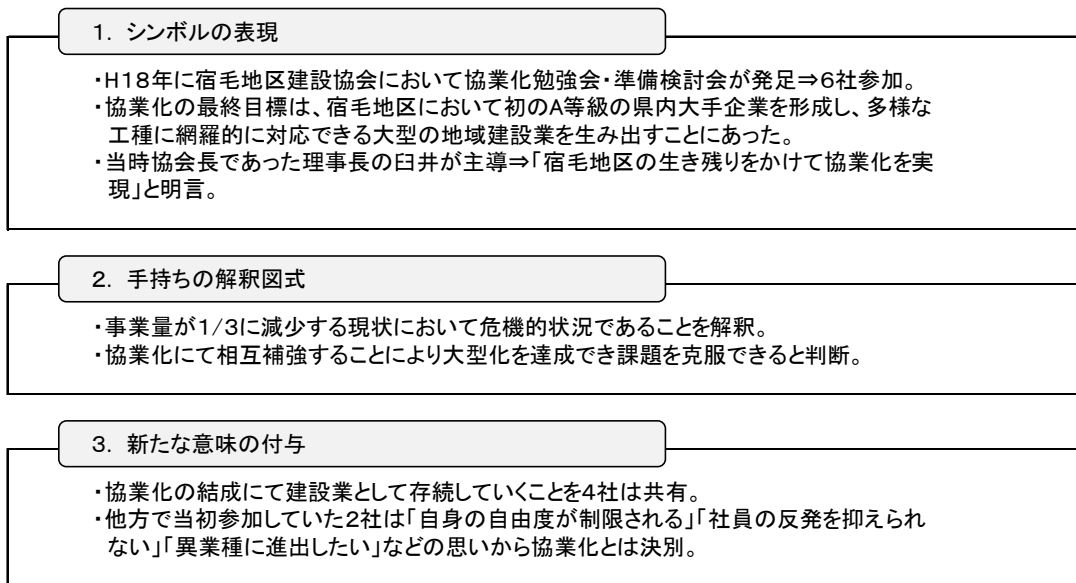 1. シンボルの表現
・H18年に宿毛地区建設協会において協業化勉強会・準備検討会が発足⇒6社参加。
・協業化の最終目標は、宿毛地区において初のA等級の県内大手企業を形成し、多様な
工種に網羅的に対応できる大型の地域建設業を生み出すことにあった。
・当時協会長であった理事長の臼井が主導⇒「宿毛地区の生き残りをかけて協業化を実
現」と明言。
2. 手持ちの解釈図式
・事業量が1/3に減少する現状において危機的状況であることを解釈。
・協業化にて相互補強することにより大型化を達成でき課題を克服できると判断。
3. 新たな意味の付与
・協業化の結成にて建設業として存続していくことを4社は共有。
・他方で当初参加していた2社は「自身の自由度が制限される」「社員の反発を抑えられ
ない」「異業種に進出したい」などの思いから協業化とは決別。